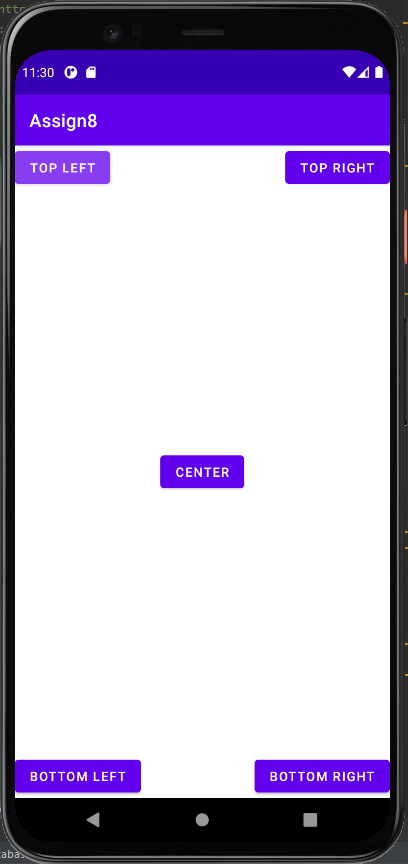 11:30
Assign8
TOP LEFT TOP RIGHT
CENTER
BOTTOM LEFT BOTTOM RIGHT